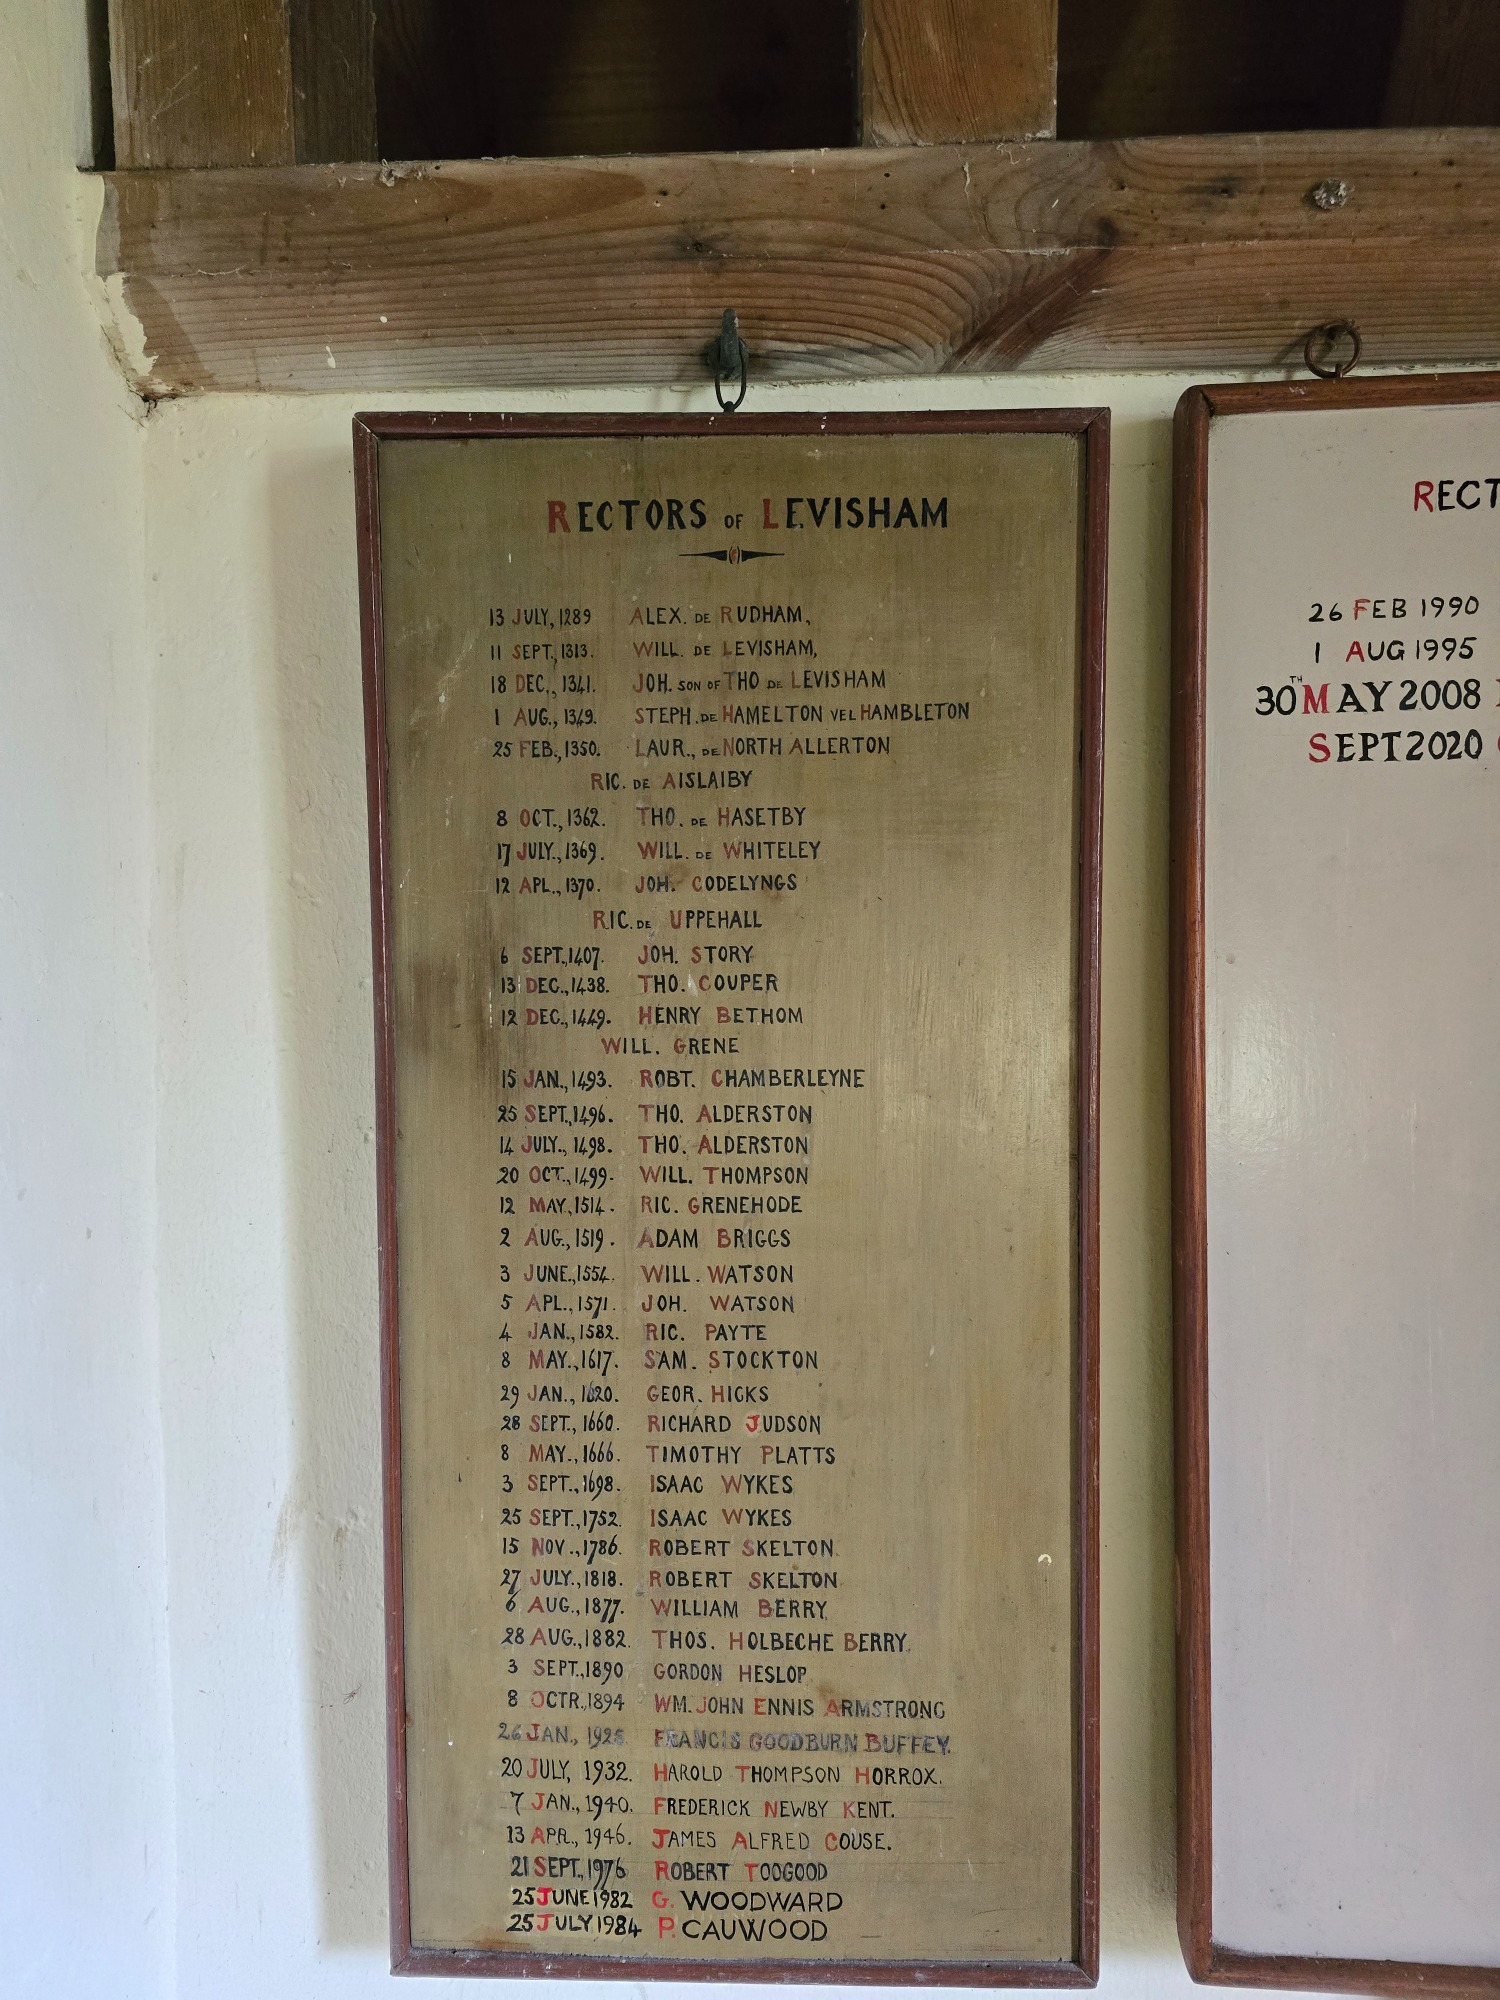 RECTORS OF LEVISHAM
13 JULY, 1289 ALEX. DE RUDHAM,
11 SEPT., 1313. WILL. DE LEVISHAM,
18 DEC., 1341. JOH. SON OF THO DE LEVISHAM
1 AUG., 1349. STEPH. DE HAMELTON VEL HAMBLETON
25 FEB., 1350. LAUR., DE NORTH ALLERTON
RIC. DE AISLAIBY
8 OCT., 1362. THO. DE HASETBY
17 JULY., 1369. WILL. DE WHITELEY
12 APL., 1370. JOH. CODELYNGS
RIC. DE UPPEHALL
6 SEPT., 1407. JOH. STORY
13 DEC., 1438. THO. COUPER
12 DEC., 1449. HENRY BETHOM
WILL. GRENE
15 JAN., 1493. ROBT. CHAMBERLEYNE
25 SEPT., 1496. THO. ALDERSTON
14 JULY., 1498. THO. ALDERSTON
20 OCT., 1499. WILL. THOMPSON
12 MAY., 1514. RIC. GRENEHODE
2 AUG., 1519. ADAM BRIGGS
3 JUNE., 1554. WILL. WATSON
5 APL., 1571. JOH. WATSON
4 JAN., 1582. RIC. PAYTE
8 MAY., 1617. SAM. STOCKTON
29 JAN., 1620. GEOR. HICKS
28 SEPT., 1660. RICHARD JUDSON
8 MAY., 1666. TIMOTHY PLATTS
3 SEPT., 1698. ISAAC WYKES
25 SEPT., 1752. ISAAC WYKES
15 NOV., 1786. ROBERT SKELTON.
27 JULY., 1818. ROBERT SKELTON.
6 AUG., 1877. WILLIAM BERRY.
28 AUG., 1882. THOS. HOLBECHE BERRY.
3 SEPT., 1890 GORDON HESLOP.
8 OCTR., 1894 WM. JOHN ENNIS ARMSTRONG
26 JAN., FRANCIS GOODBURN BUFFEY.
20 JULY, 1932. HAROLD THOMPSON HORROX.
7 JAN., 1940. FREDERICK NEWBY KENT.
13 APR., 1946. JAMES ALFRED COUSE.
21 SEPT., 1976 ROBERT TOOGOOD
25 JUNE 1982 G. WOODWARD
25 JULY 1984 P. CAUWOOD
RECT
26 FEB 1990
1 AUG 1995
30TH MAY 2008
SEPT 2020